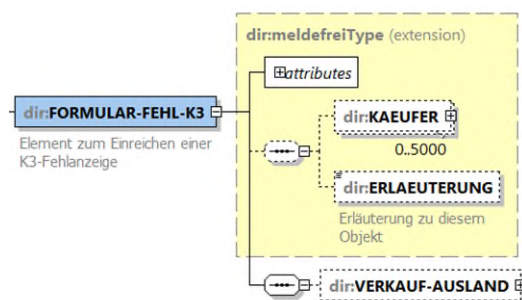 dir:meldefreiType (extension)
attributes
dir:FORMULAR-FEHL-K3
Element zum Einreichen einer
K3-Fehlanzeige
dir:KAEUFER
0..5000
dir:ERLAEUTERUNG
Erläuterung zu diesem
Objekt
dir:VERKAUF-AUSLAND